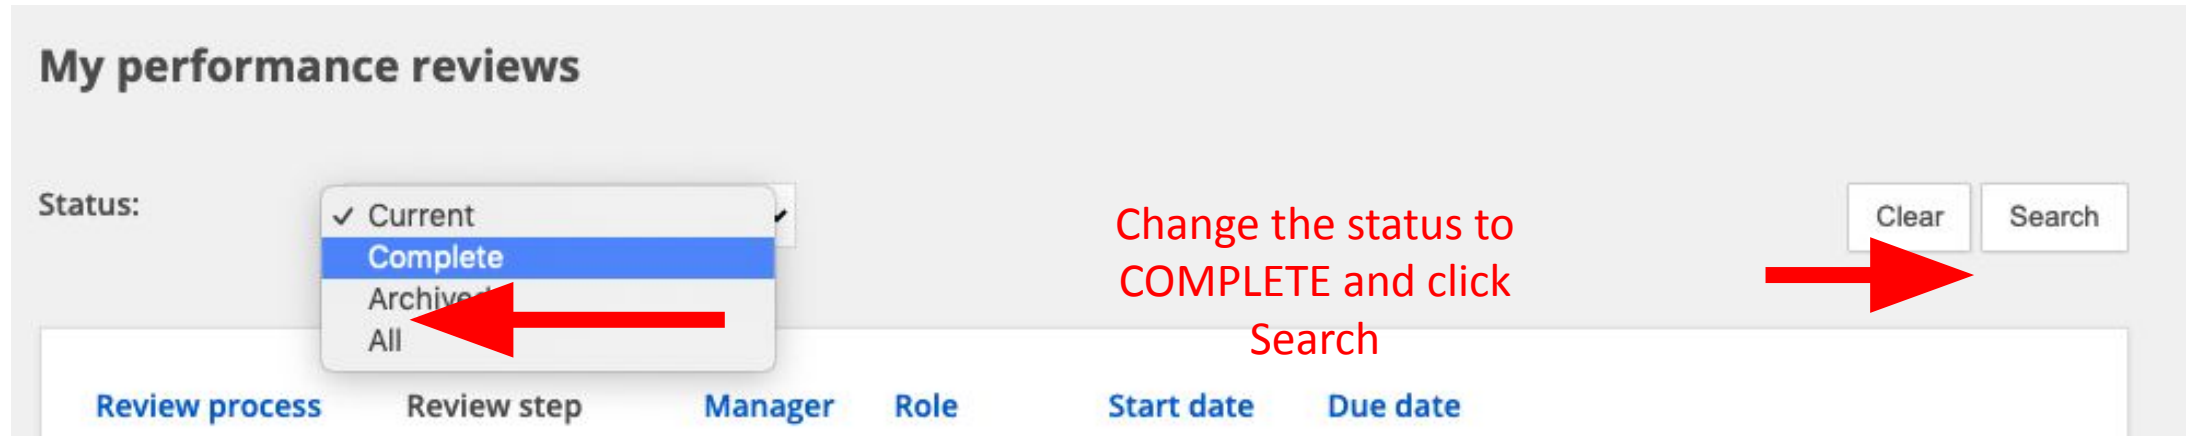 My performance reviews
Status:
Current
Complete
Archived
All
Change the status to
COMPLETE and click
Search
Clear
Search
Review process Review step Manager Role Start date Due date